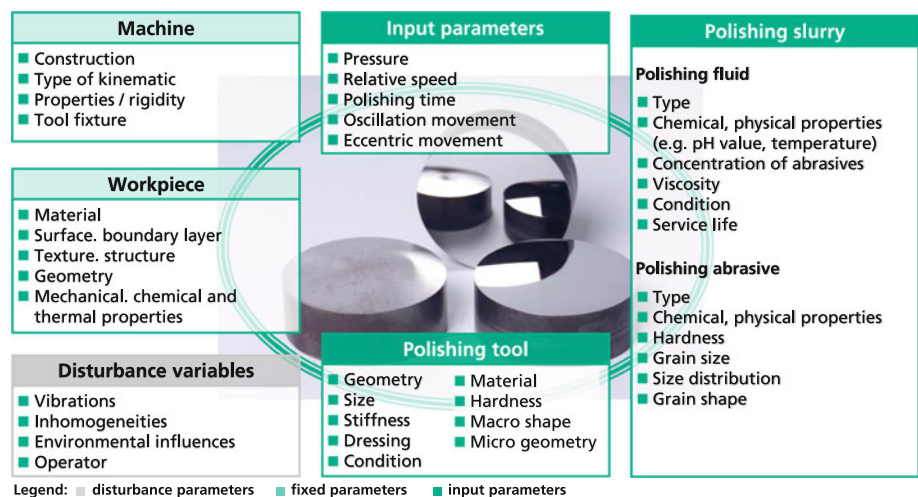 Machine
Construction
Type of kinematic
Properties / rigidity
Tool fixture
Workpiece
Material
Surface. boundary layer
Texture. structure
Geometry
Mechanical. chemical and
thermal properties
Disturbance variables
Vibrations
Inhomogeneities
Environmental influences
Operator
Input parameters
Pressure
Relative speed
Polishing time
Oscillation movement
Eccentric movement
Polishing tool
Geometry
Size
Stiffness
Dressing
Condition
Material
Hardness
Macro shape
Micro geometry
Polishing slurry
Polishing fluid
Type
Chemical, physical properties
(e.g. pH value, temperature)
Concentration of abrasives
Viscosity
Condition
Service life
Polishing abrasive
Type
Chemical, physical properties
Hardness
Grain size
Size distribution
Grain shape
Legend: disturbance parameters fixed parameters input parameters